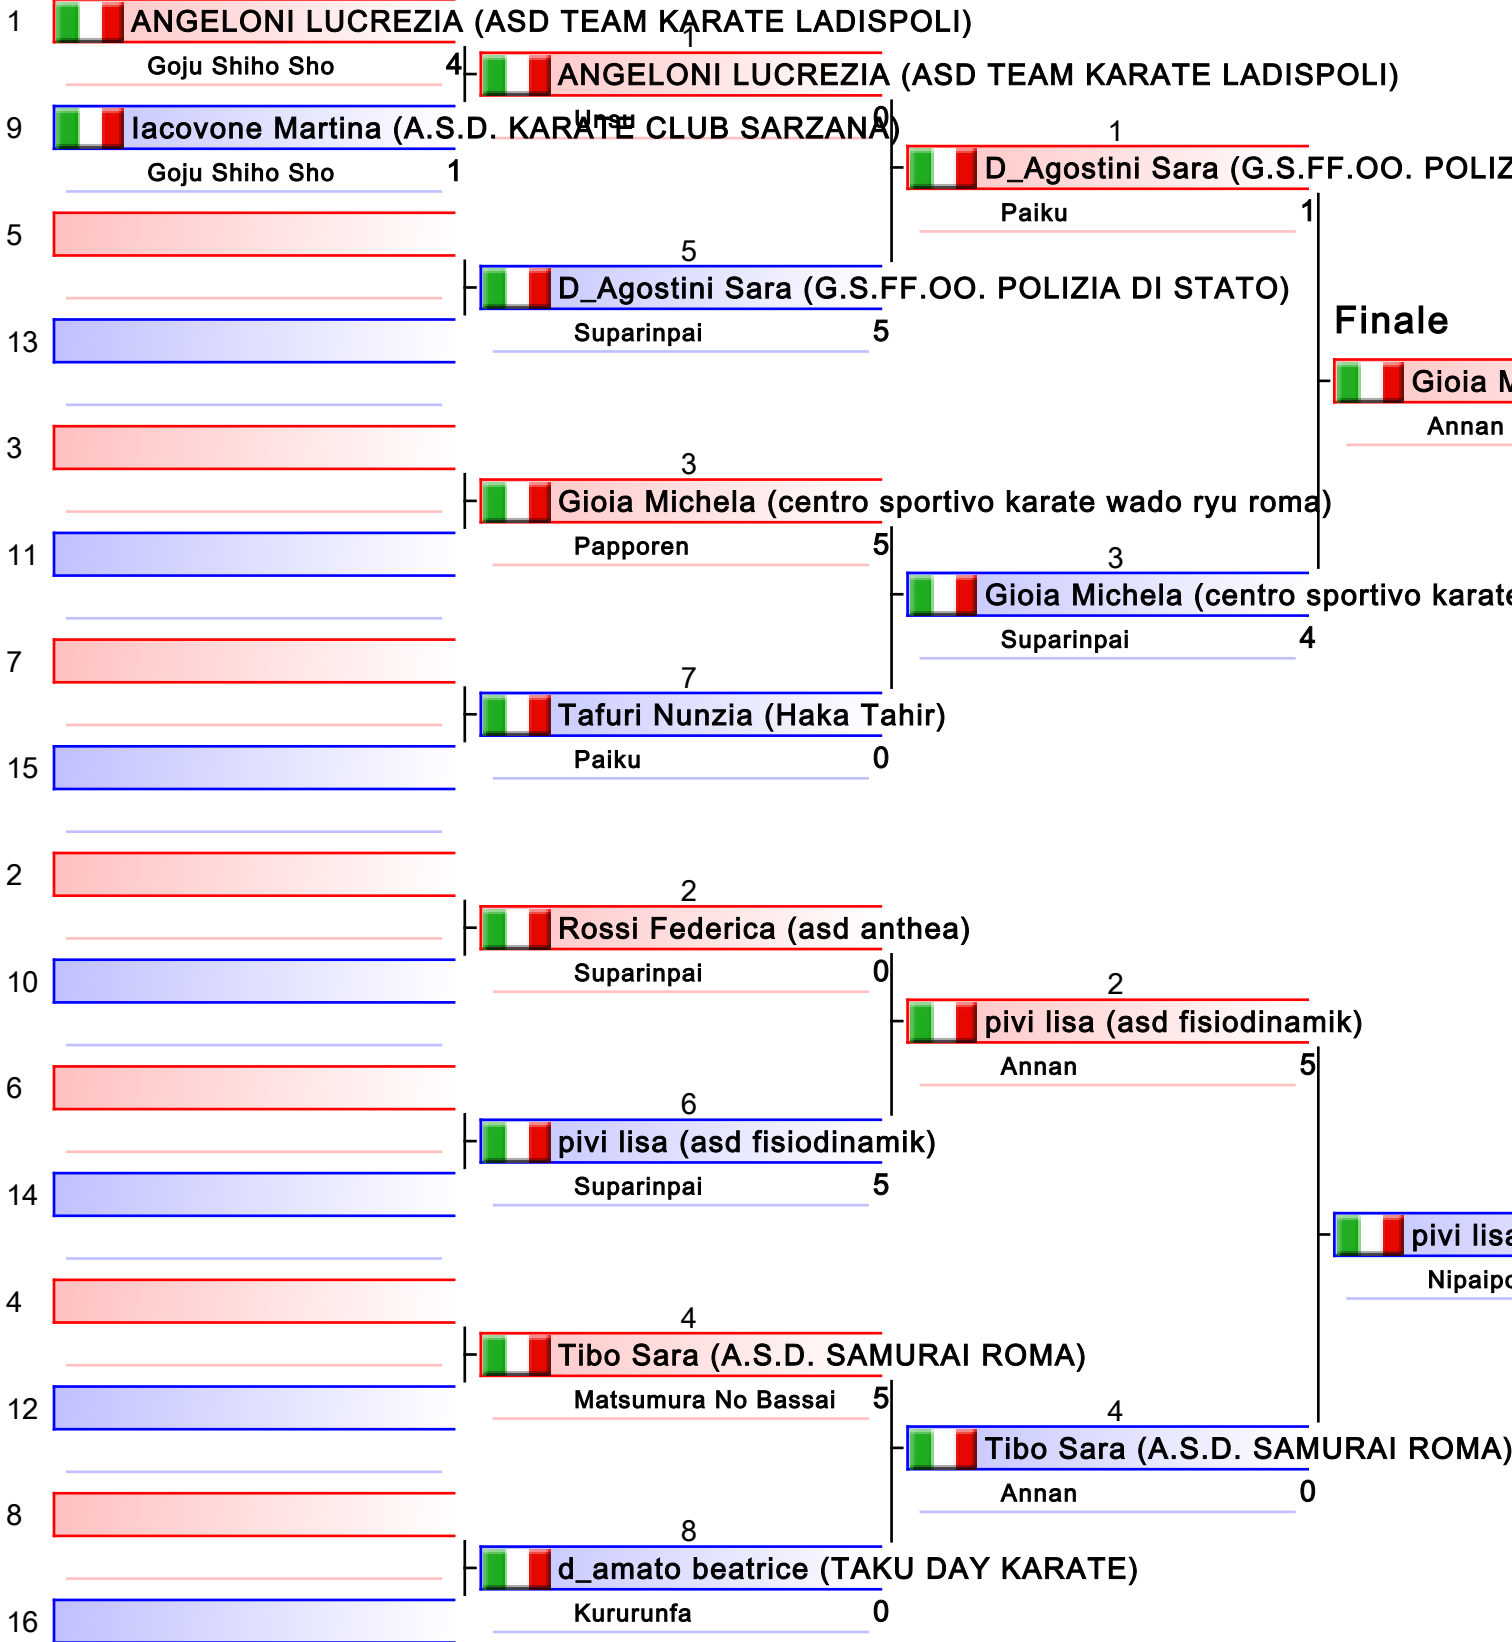 1
ANGELONI LUCREZIA (ASD TEAM KARATE LADISPOLI)
Goju Shiho Sho 4
9
Iacovone Martina (A.S.D. KARATE CLUB SARZANA)
Goju Shiho Sho 1
5
13
3
11
7
15
2
10
6
14
4
12
8
16
1
ANGELONI LUCREZIA (ASD TEAM KARATE LADISPOLI)
Unsu 0
5
D_Agostini Sara (G.S.FF.OO. POLIZIA DI STATO)
Suparinpai 5
3
Gioia Michela (centro sportivo karate wado ryu roma)
Papporen 5
7
Tafuri Nunzia (Haka Tahir)
Paiku 0
2
Rossi Federica (asd anthea)
Suparinpai 0
6
pivi lisa (asd fisiodinamik)
Suparinpai 5
4
Tibo Sara (A.S.D. SAMURAI ROMA)
Matsumura No Bassai 5
8
d_amato beatrice (TAKU DAY KARATE)
Kururunfa 0
1
D_Agostini Sara (G.S.FF.OO. POLIZ
Paiku 1
3
Gioia Michela (centro sportivo karate
Suparinpai 4
2
pivi lisa (asd fisiodinamik)
Annan 5
4
Tibo Sara (A.S.D. SAMURAI ROMA)
Annan 0
Finale
Gioia M
Annan
pivi lisa
Nipaipo